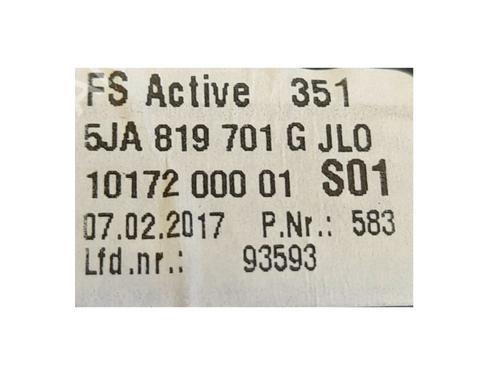 FS Active 351
5JA 819 701 G JLO
10172 000 01 S01
07.02.2017 P.Nr.: 583
Lfd.nr.: 93593